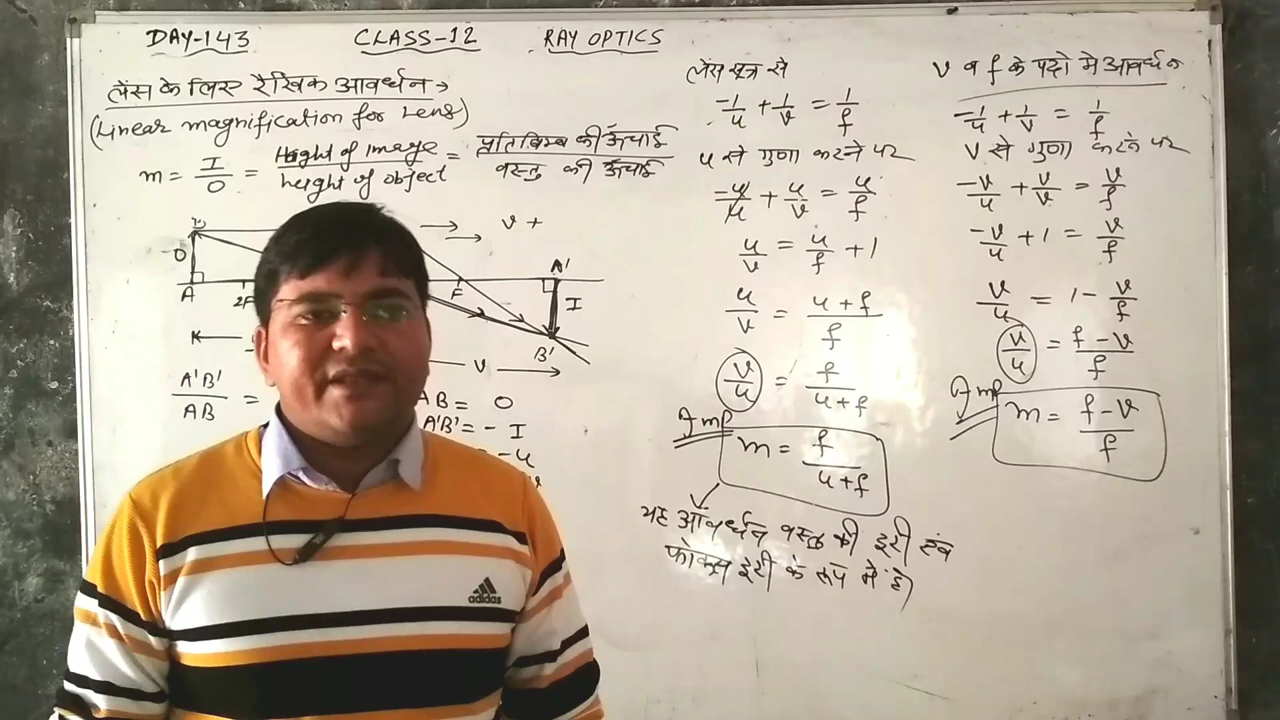 DAY-143 CLASS-12 RAY OPTICS
लेंस के लिए रैखिक आवर्धन →
(Linear magnification for Lens)
m = I/O = Height of image/height of object = प्रतिबिम्ब की ऊँचाई/वस्तु की ऊँचाई
v +
O
A
2F
F
A'
I
B'
v
A'B'/AB =
AB = O
A'B' = - I
- u
लेंस सूत्र से
-1/u + 1/v = 1/f
u से गुणा करने पर
-u/u + u/v = u/f
u/v = u/f + 1
u/v = u+f/f
v/u = f/u+f
Imp
m = f/u+f
यह आवर्धन वस्तु की दूरी एवं
फोकस दूरी के रूप में है)
v व f के पदो मे आवर्धन
-1/u + 1/v = 1/f
v से गुणा करने पर
-v/u + v/v = v/f
-v/u + 1 = v/f
v/u = 1 - v/f
v/u = f-v/f
Imp
m = f-v/f
adidas